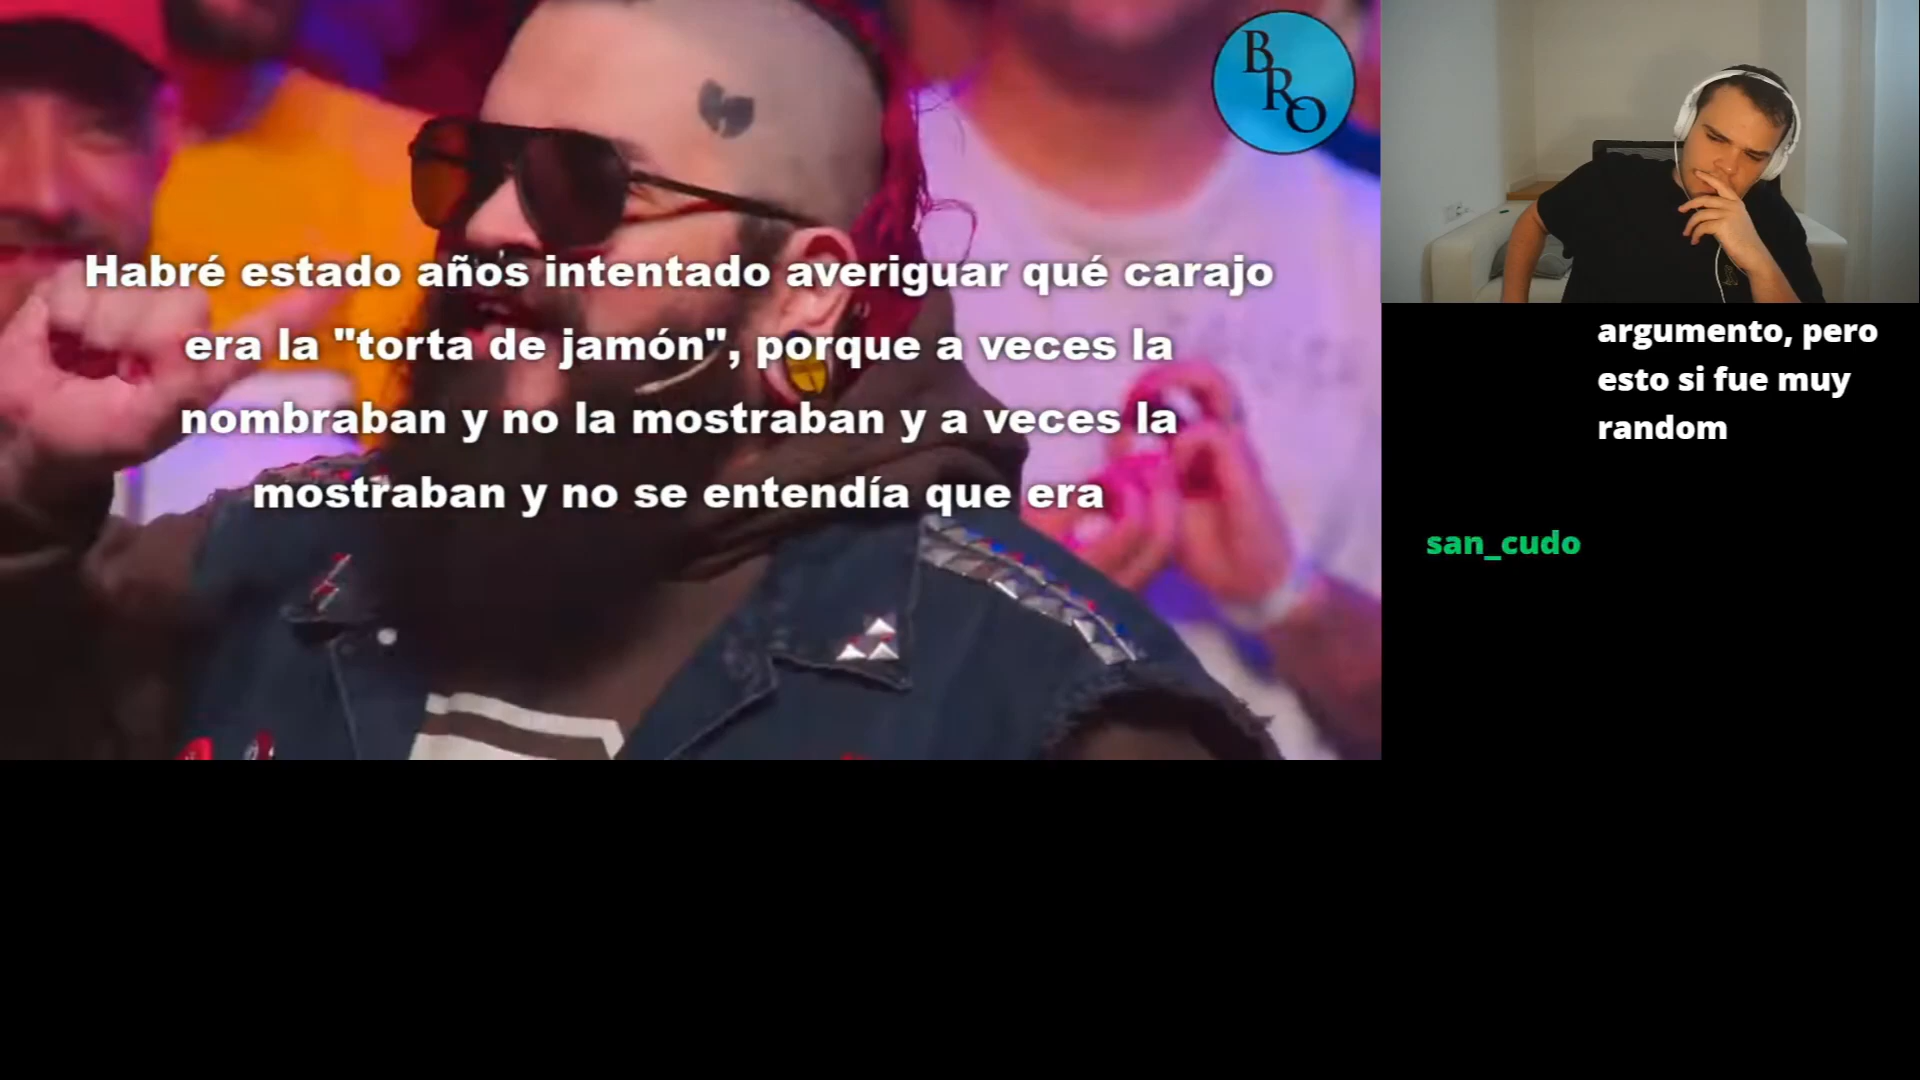 BRO
Habré estado años intentado averiguar qué carajo
era la "torta de jamón", porque a veces la
nombraban y no la mostraban y a veces la
mostraban y no se entendía que era
argumento, pero
esto si fue muy
random
san_cudo